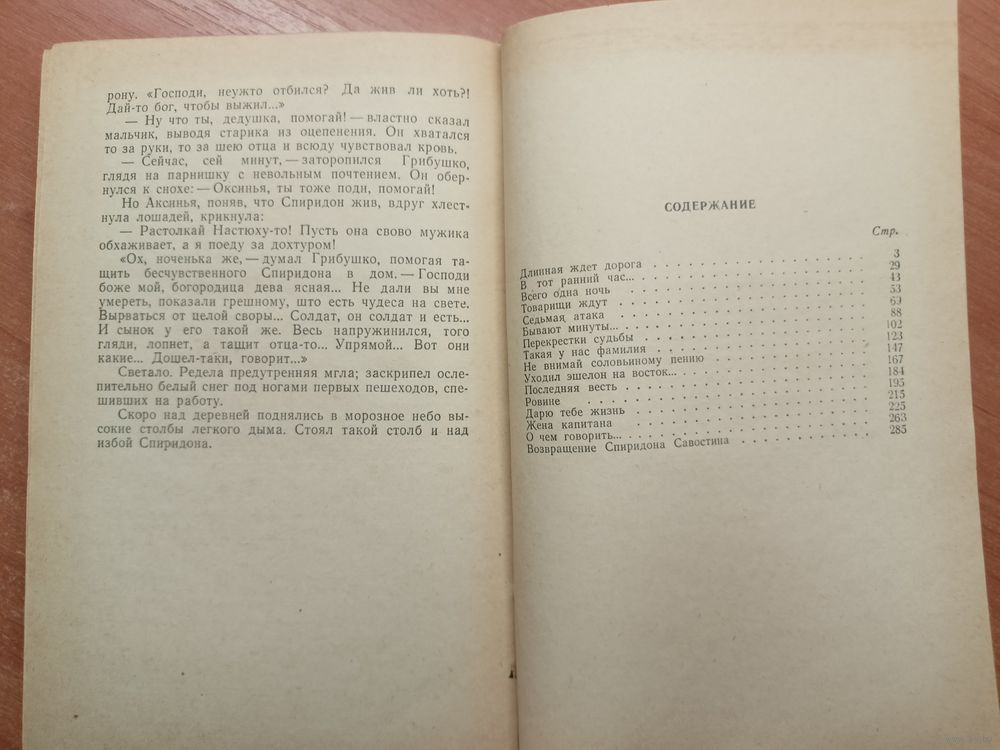 рону. «Господи, неужто отбился? Да жив ли хоть?!
Дай-то бог, чтобы выжил...»
— Ну что ты, дедушка, помогай! — властно сказал
мальчик, выводя старика из оцепенения. Он хватался
то за руки, то за шею отца и всюду чувствовал кровь.
— Сейчас, сей минут, — заторопился Грибушко,
глядя на парнишку с невольным почтением. Он обер-
нулся к снохе: — Оксинья, ты тоже поди, помогай!
Но Аксинья, поняв, что Спиридон жив, вдруг хлест-
нула лошадей, крикнула:
— Растолкай Настюху-то! Пусть она свово мужика
обхаживает, а я поеду за дохтуром!
«Ох, ноченька же, — думал Грибушко, помогая та-
щить бесчувственного Спиридона в дом. — Господи
боже мой, богородица дева ясная... Не дали вы мне
умереть, показали грешному, што есть чудеса на свете.
Вырваться от целой своры... Солдат, он солдат и есть...
И сынок у его такой же. Весь напружинился, того
гляди, лопнет, а тащит отца-то... Упрямой... Вот они
какие... Дошел-таки, говорит...»
Светало. Редела предутренняя мгла; заскрипел осле-
пительно белый снег под ногами первых пешеходов, спе-
шивших на работу.
Скоро над деревней поднялись в морозное небо вы-
сокие столбы легкого дыма. Стоял такой столб и над
избой Спиридона.
СОДЕРЖАНИЕ
Стр.
Длинная ждет дорога . . . . . . . . . . . 3
В тот ранний час... . . . . . . . . . . . 29
Всего одна ночь . . . . . . . . . . . 43
Товарищи ждут . . . . . . . . . . . 53
Седьмая атака . . . . . . . . . . . 69
Бывают минуты... . . . . . . . . . . . 88
Перекрестки судьбы . . . . . . . . . . . 102
Такая у нас фамилия . . . . . . . . . . . 123
Не внимай соловьиному пению . . . . . . . . . . . 147
Уходил эшелон на восток... . . . . . . . . . . . 167
Последняя весть . . . . . . . . . . . 184
Ровине . . . . . . . . . . . 195
Дарю тебе жизнь . . . . . . . . . . . 215
Жена капитана . . . . . . . . . . . 225
О чем говорить... . . . . . . . . . . . 263
Возвращение Спиридона Савостина . . . . . . . . . . . 285